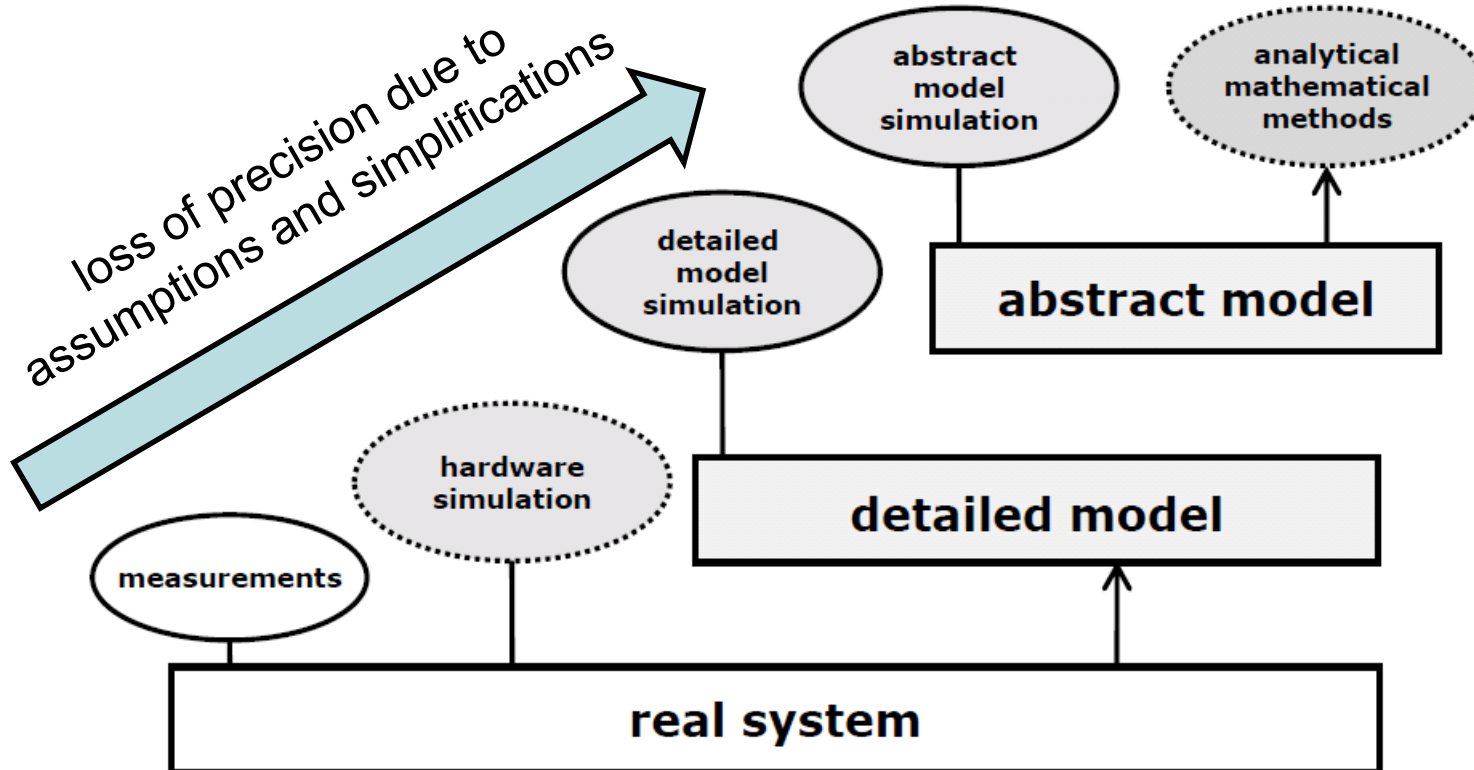 loss of precision due to
assumptions and simplifications
abstract
model
simulation
analytical
mathematical
methods
detailed
model
simulation
abstract model
hardware
simulation
detailed model
measurements
real system